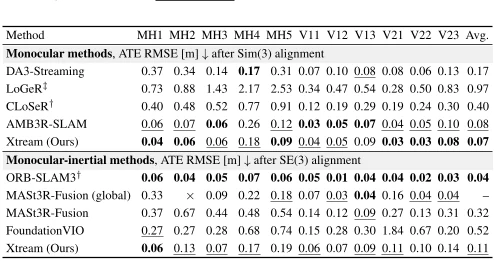 Method MH1 MH2 MH3 MH4 MH5 V11 V12 V13 V21 V22 V23 Avg.
Monocular methods, ATE RMSE [m] ↓ after Sim(3) alignment
DA3-Streaming 0.37 0.34 0.14 0.17 0.31 0.07 0.10 0.08 0.08 0.06 0.13 0.17
LoGeR‡ 0.73 0.88 1.43 2.17 2.53 0.34 0.47 0.54 0.28 0.50 0.83 0.97
CLoSeR† 0.40 0.48 0.52 0.77 0.91 0.12 0.19 0.29 0.19 0.24 0.30 0.40
AMB3R-SLAM 0.06 0.07 0.06 0.26 0.12 0.03 0.05 0.07 0.04 0.05 0.10 0.08
Xtream (Ours) 0.04 0.06 0.06 0.18 0.09 0.04 0.05 0.09 0.03 0.03 0.08 0.07
Monocular-inertial methods, ATE RMSE [m] ↓ after SE(3) alignment
ORB-SLAM3† 0.06 0.04 0.05 0.07 0.06 0.05 0.01 0.04 0.04 0.02 0.03 0.04
MASt3R-Fusion (global) 0.33 × 0.09 0.22 0.18 0.07 0.03 0.04 0.16 0.04 0.04 –
MASt3R-Fusion 0.37 0.67 0.44 0.48 0.54 0.14 0.12 0.09 0.27 0.13 0.31 0.32
FoundationVIO 0.27 0.27 0.28 0.68 0.74 0.15 0.28 0.30 1.84 0.67 0.20 0.52
Xtream (Ours) 0.06 0.13 0.07 0.17 0.19 0.06 0.07 0.09 0.11 0.10 0.14 0.11